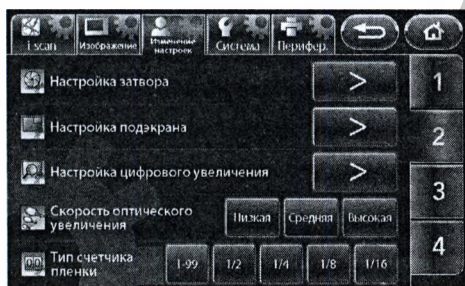 i scan Изображение Изменение настроек Система Перифер.
Настройка затвора > 1
Настройка подэкрана > 2
Настройка цифрового увеличения > 3
Скорость оптического увеличения Низкая Средняя Высокая
Тип счетчика пленки 1-99 1/2 1/4 1/8 1/16 4